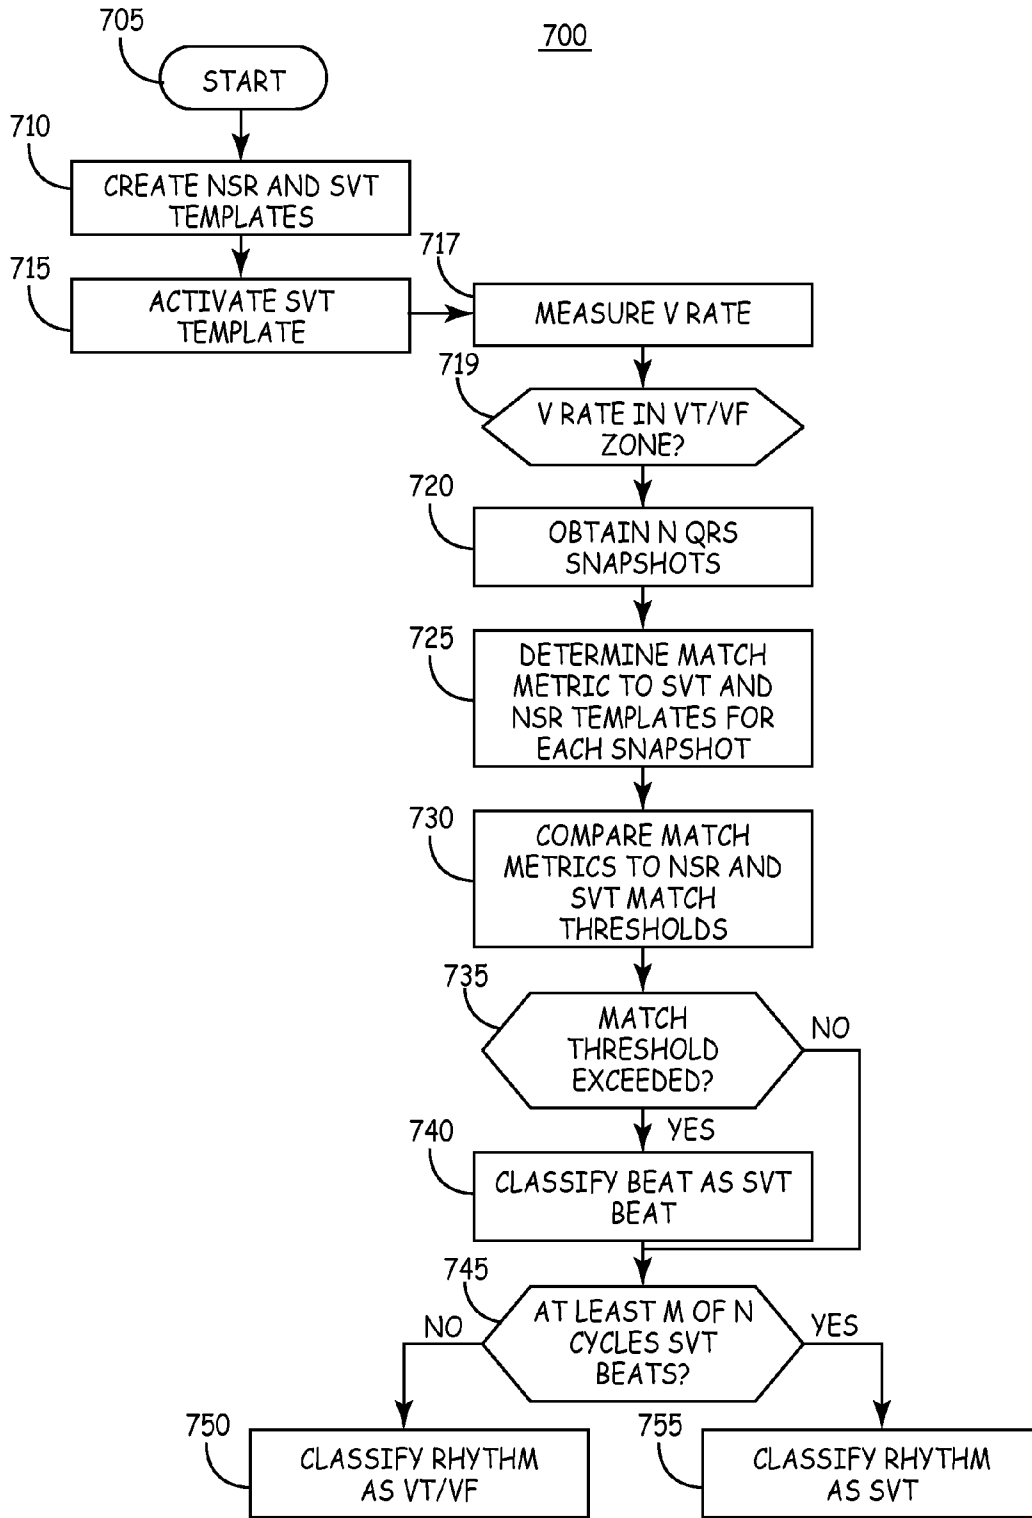 705
700
START
710
CREATE NSR AND SVT
TEMPLATES
715
ACTIVATE SVT
TEMPLATE
717
MEASURE V RATE
719
V RATE IN VT/VF
ZONE?
720
OBTAIN N QRS
SNAPSHOTS
725
DETERMINE MATCH
METRIC TO SVT AND
NSR TEMPLATES FOR
EACH SNAPSHOT
730
COMPARE MATCH
METRICS TO NSR AND
SVT MATCH
THRESHOLDS
735
MATCH
THRESHOLD
EXCEEDED?
NO
YES
740
CLASSIFY BEAT AS SVT
BEAT
745
AT LEAST M OF N
CYCLES SVT
BEATS?
NO
YES
750
CLASSIFY RHYTHM
AS VT/VF
755
CLASSIFY RHYTHM
AS SVT